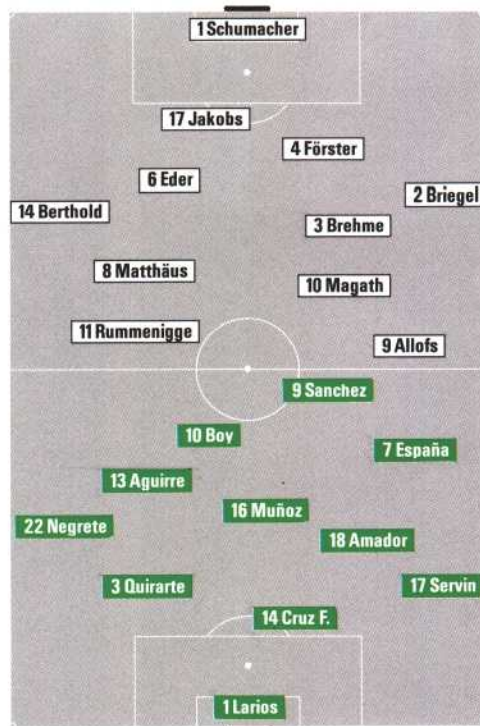 1 Schumacher
17 Jakobs
4 Förster
6 Eder
2 Briegel
14 Berthold
3 Brehme
8 Matthäus
10 Magath
11 Rummenigge
9 Allofs
9 Sanchez
10 Boy
7 España
13 Aguirre
16 Muñoz
22 Negrete
18 Amador
3 Quirarte
17 Servin
14 Cruz F.
1 Larios